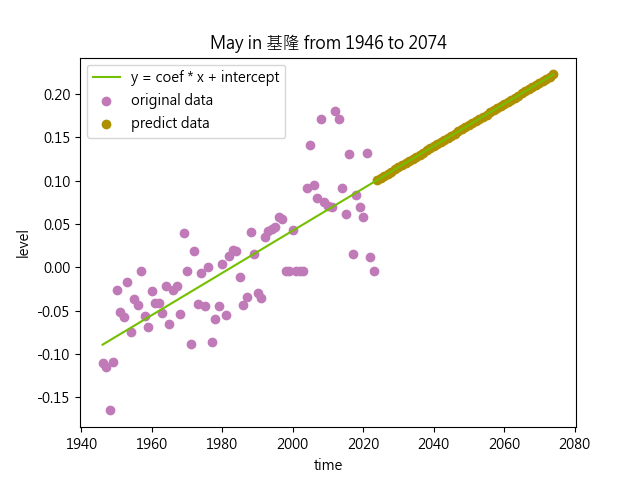 May in 基隆 from 1946 to 2074
y = coef * x + intercept
original data
predict data
level
0.20
0.15
0.10
0.05
0.00
-0.05
-0.10
-0.15
1940 1960 1980 2000 2020 2040 2060 2080
time